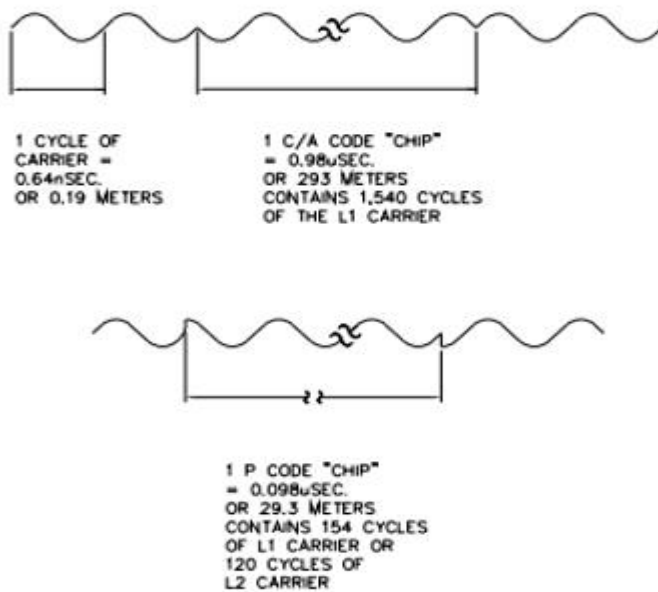 1 CYCLE OF
CARRIER =
0.64nSEC.
OR 0.19 METERS
1 C/A CODE "CHIP"
= 0.98uSEC.
OR 293 METERS
CONTAINS 1,540 CYCLES
OF THE L1 CARRIER
1 P CODE "CHIP"
= 0.098uSEC.
OR 29.3 METERS
CONTAINS 154 CYCLES
OF L1 CARRIER OR
120 CYCLES OF
L2 CARRIER